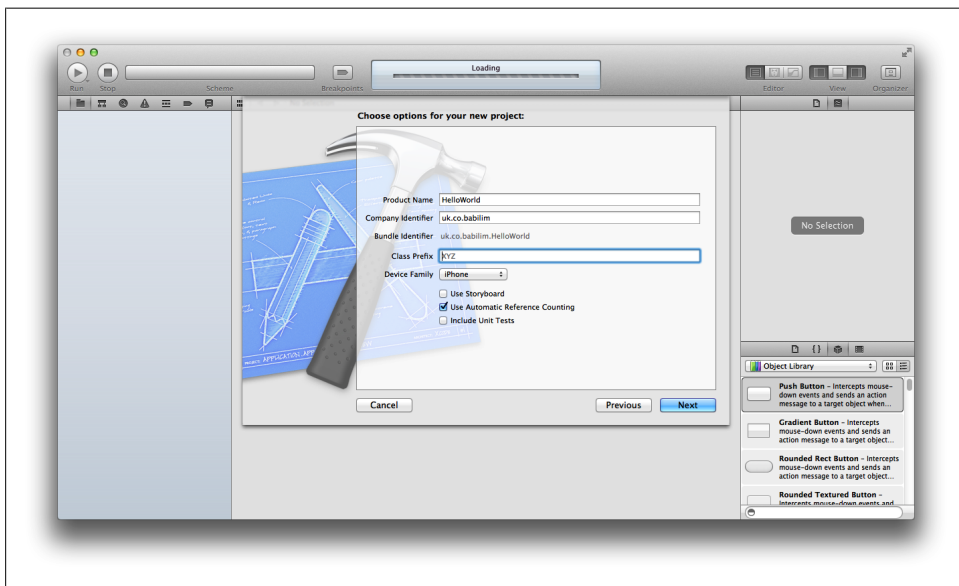 Loading
Run Stop Scheme Breakpoints Editor View Organizer
Choose options for your new project:
Product Name HelloWorld
Company Identifier uk.co.babilim
Bundle Identifier uk.co.babilim.HelloWorld
Class Prefix XYZ
Device Family iPhone
Use Storyboard
Use Automatic Reference Counting
Include Unit Tests
Cancel Previous Next
No Selection
Object Library
Push Button – Intercepts mouse-
down events and sends an action
message to a target object when...
Gradient Button – Intercepts
mouse-down events and sends an
action message to a target object...
Rounded Rect Button – Intercepts
mouse-down events and sends an
action message to a target object...
Rounded Textured Button –
Intercepts mouse-down events and